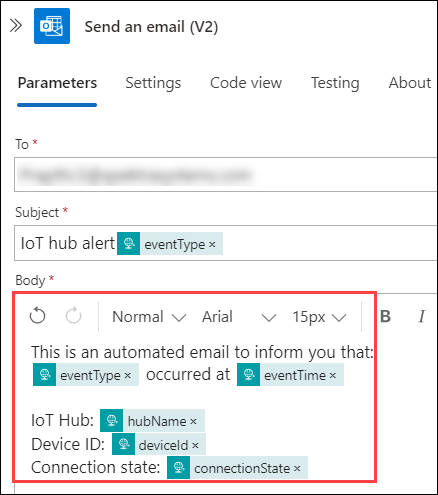 Send an email (V2)
Parameters Settings Code view Testing About
To *
Subject *
IoT hub alert eventType ×
Body *
Normal Arial 15px B I
This is an automated email to inform you that:
eventType × occurred at eventTime ×
IoT Hub: hubName ×
Device ID: deviceId ×
Connection state: connectionState ×